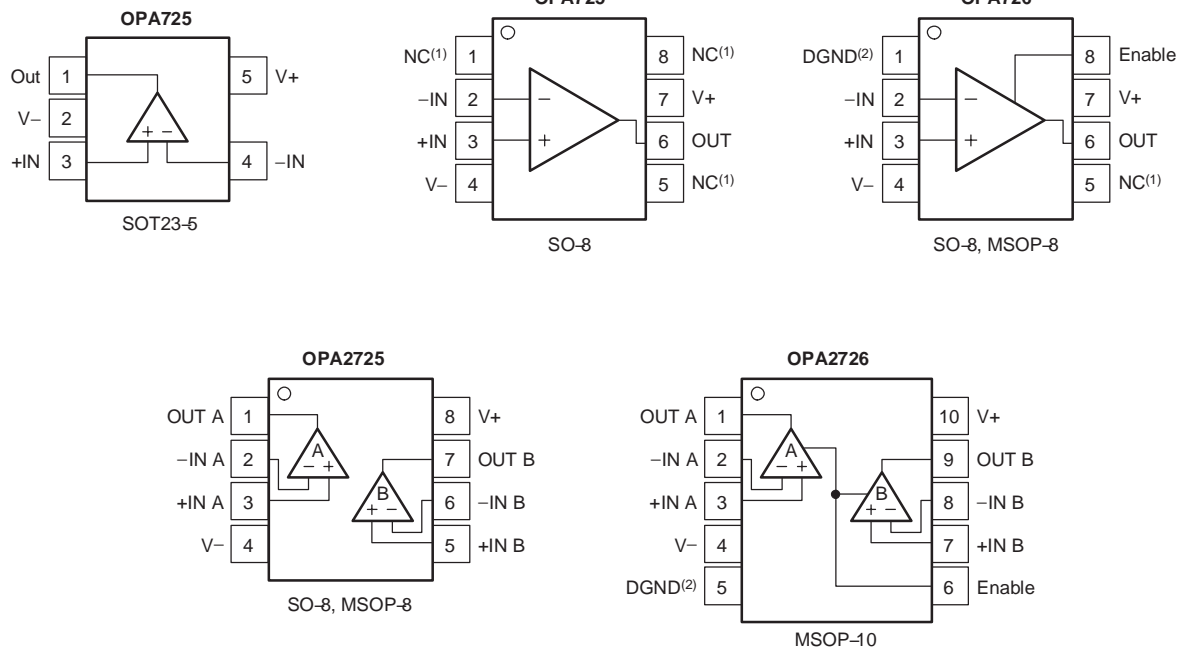 OPA725
Out 1
V– 2
+IN 3
5 V+
4 –IN
+ –
SOT23–5
OPA725
NC(1) 1
–IN 2
+IN 3
V– 4
8 NC(1)
7 V+
6 OUT
5 NC(1)
–
+
SO–8
OPA726
DGND(2) 1
–IN 2
+IN 3
V– 4
8 Enable
7 V+
6 OUT
5 NC(1)
–
+
SO–8, MSOP–8
OPA2725
OUT A 1
–IN A 2
+IN A 3
V– 4
8 V+
7 OUT B
6 –IN B
5 +IN B
A
– +
B
+ –
SO–8, MSOP–8
OPA2726
OUT A 1
–IN A 2
+IN A 3
V– 4
DGND(2) 5
10 V+
9 OUT B
8 –IN B
7 +IN B
6 Enable
A
– +
B
+ –
MSOP–10